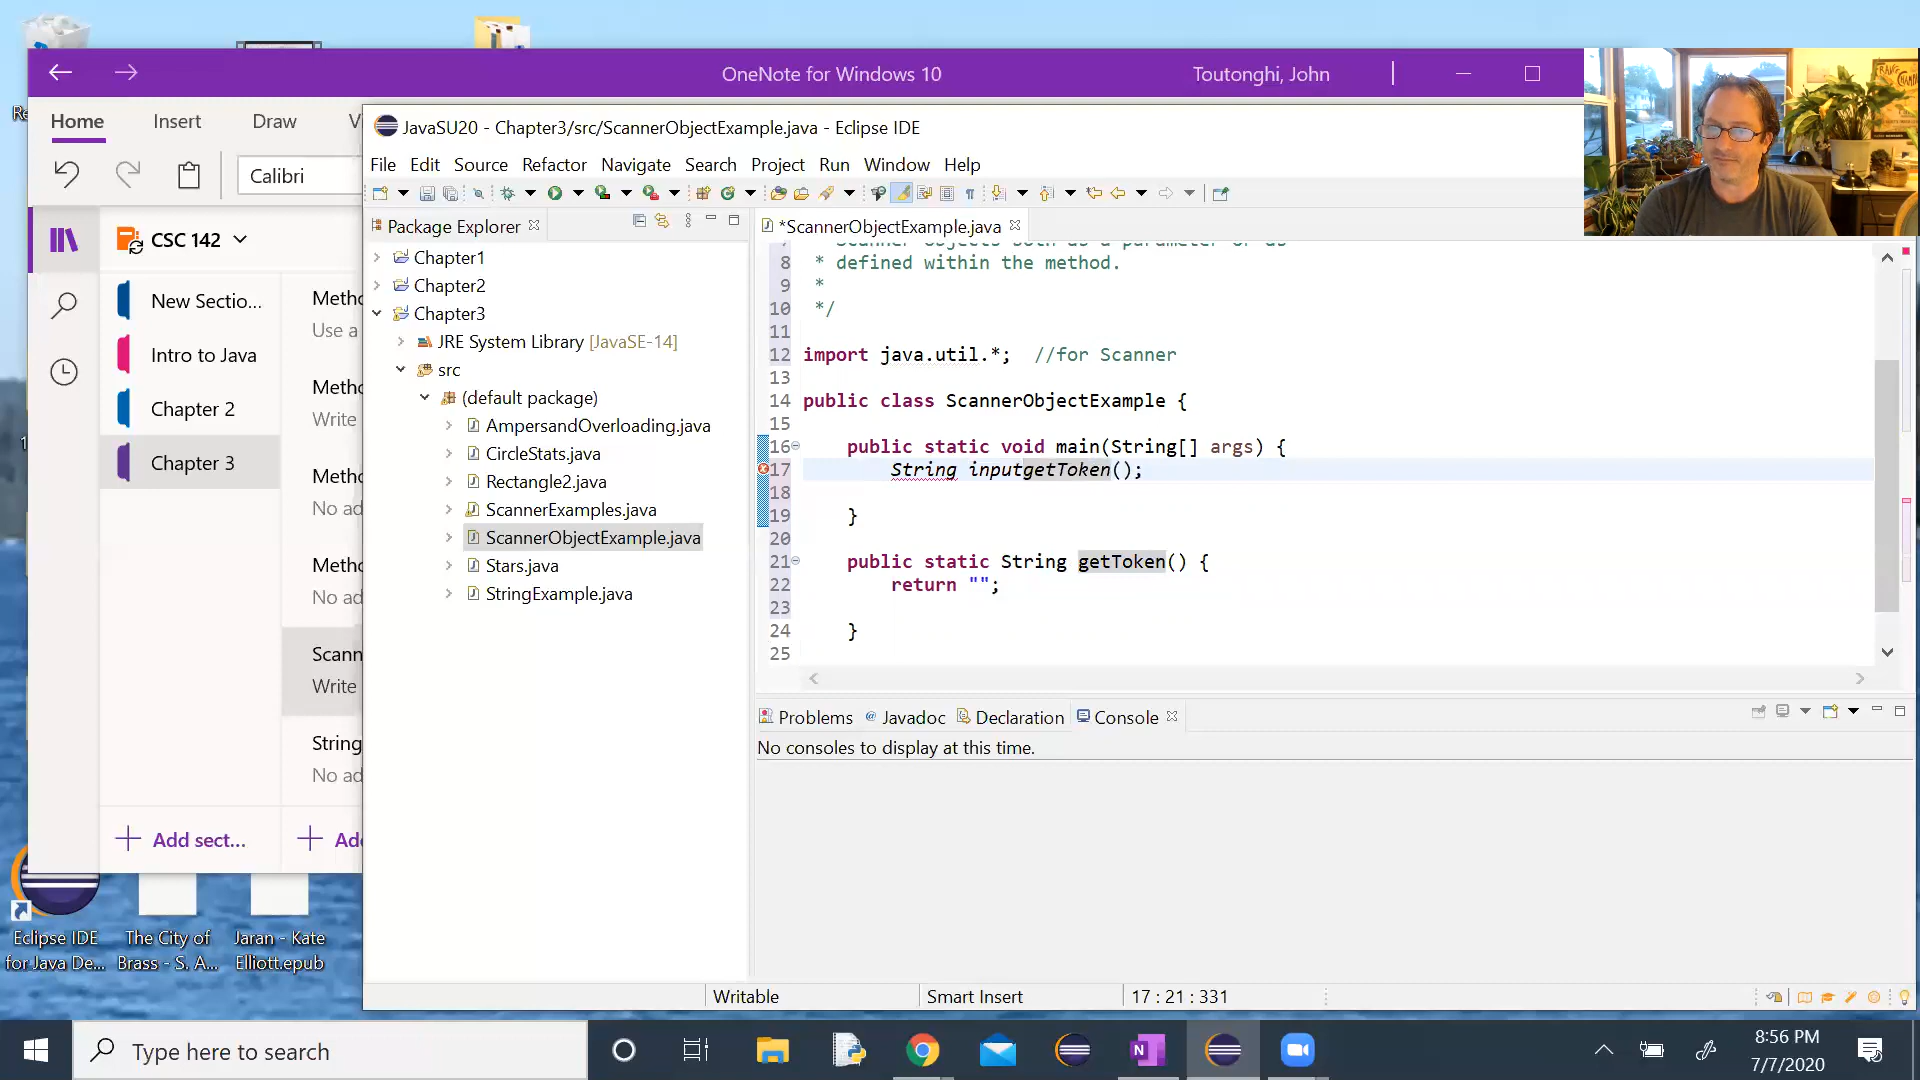 OneNote for Windows 10
Toutonghi, John
Home
Insert
Draw
Calibri
CSC 142
New Sectio...
Intro to Java
Chapter 2
Chapter 3
Use a
Write
No ad
No ad
Scann
Write
String
No ad
Add sect...
JavaSU20 - Chapter3/src/ScannerObjectExample.java - Eclipse IDE
File Edit Source Refactor Navigate Search Project Run Window Help
Package Explorer
Chapter1
Chapter2
Chapter3
JRE System Library [JavaSE-14]
src
(default package)
AmpersandOverloading.java
CircleStats.java
Rectangle2.java
ScannerExamples.java
ScannerObjectExample.java
Stars.java
StringExample.java
*ScannerObjectExample.java
8 * defined within the method.
9 *
10 */
11
12 import java.util.*; //for Scanner
13
14 public class ScannerObjectExample {
15
16 public static void main(String[] args) {
17 String inputgetToken();
18
19 }
20
21 public static String getToken() {
22 return "";
23
24 }
25
Problems @ Javadoc Declaration Console
No consoles to display at this time.
Writable Smart Insert 17 : 21 : 331
Eclipse IDE
for Java De...
The City of
Brass - S. A...
Jaran - Kate
Elliott.epub
Type here to search
8:56 PM
7/7/2020